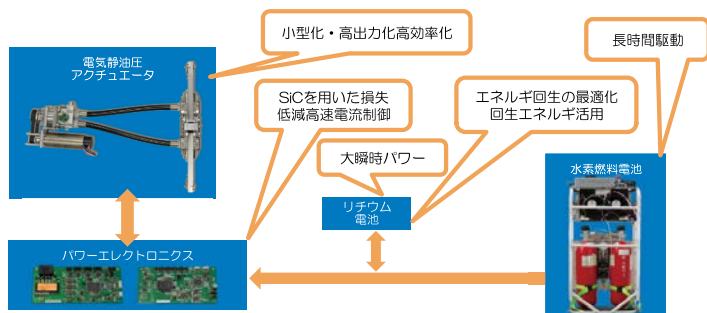 小型化・高出力化高効率化
長時間駆動
電気静油圧
アクチュエータ
SiCを用いた損失
低減高速電流制御
エネルギ回生の最適化
回生エネルギ活用
大瞬時パワー
水素燃料電池
リチウム
電池
パワーエレクトロニクス